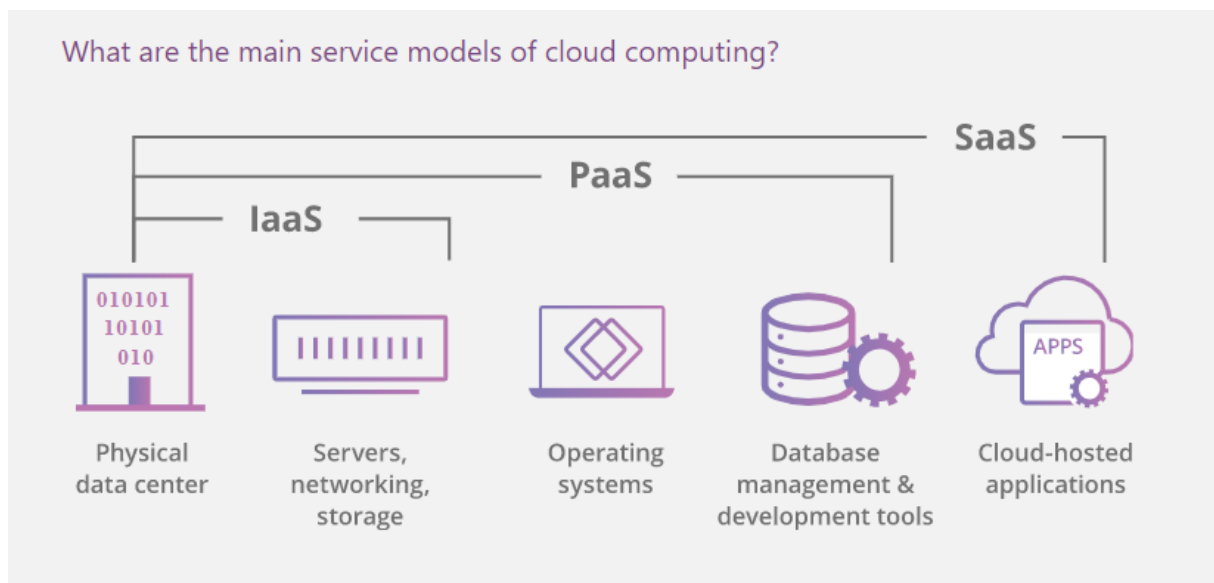 What are the main service models of cloud computing?
SaaS
PaaS
IaaS
010101
10101
010
APPS
Physical
data center
Servers,
networking,
storage
Operating
systems
Database
management &
development tools
Cloud-hosted
applications